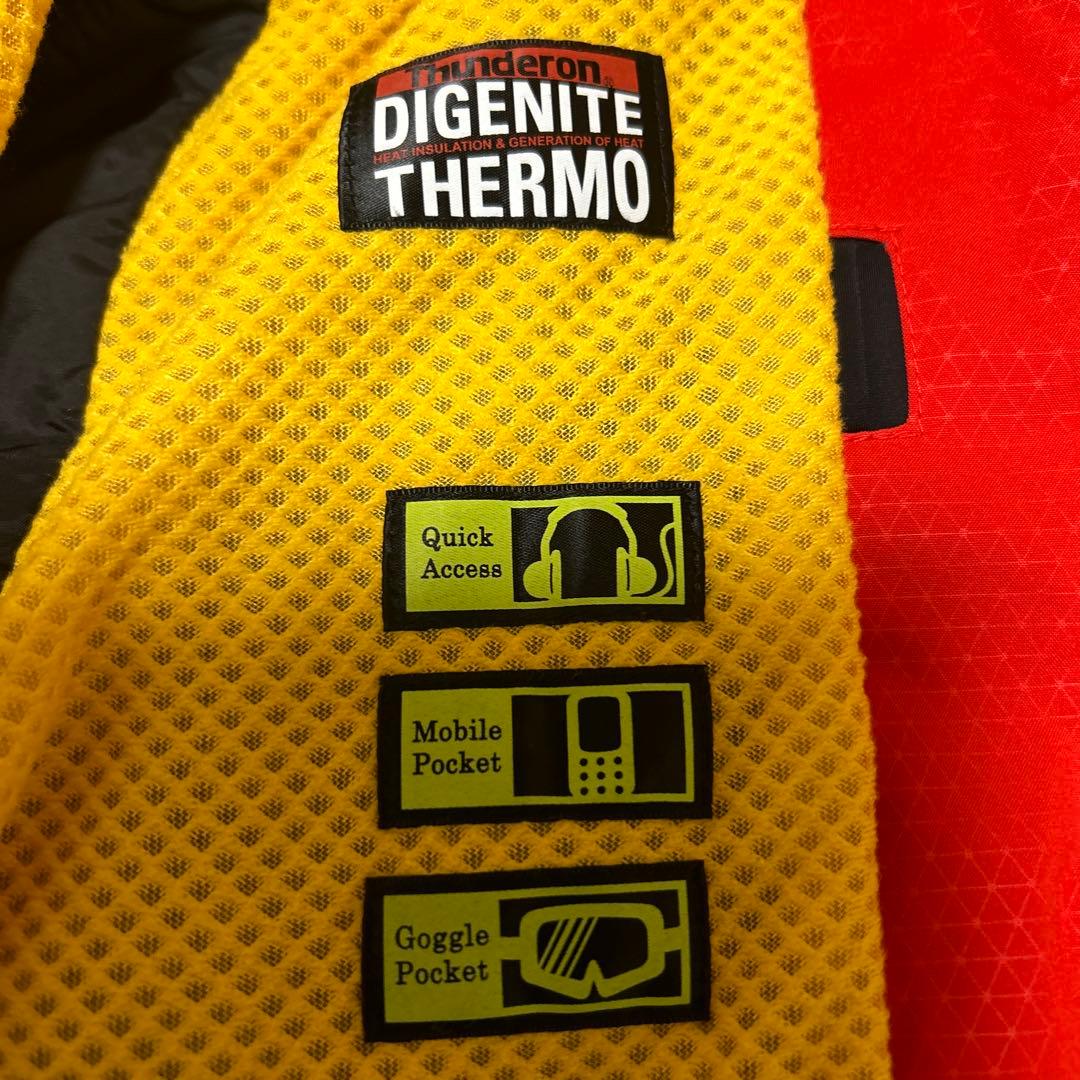 Thunderon®
DIGENITE
HEAT INSULATION & GENERATION OF HEAT
THERMO
Quick
Access
Mobile
Pocket
Goggle
Pocket